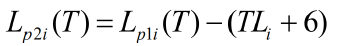 L_{p2i}(T) = L_{p1i}(T) − (TL_i + 6)